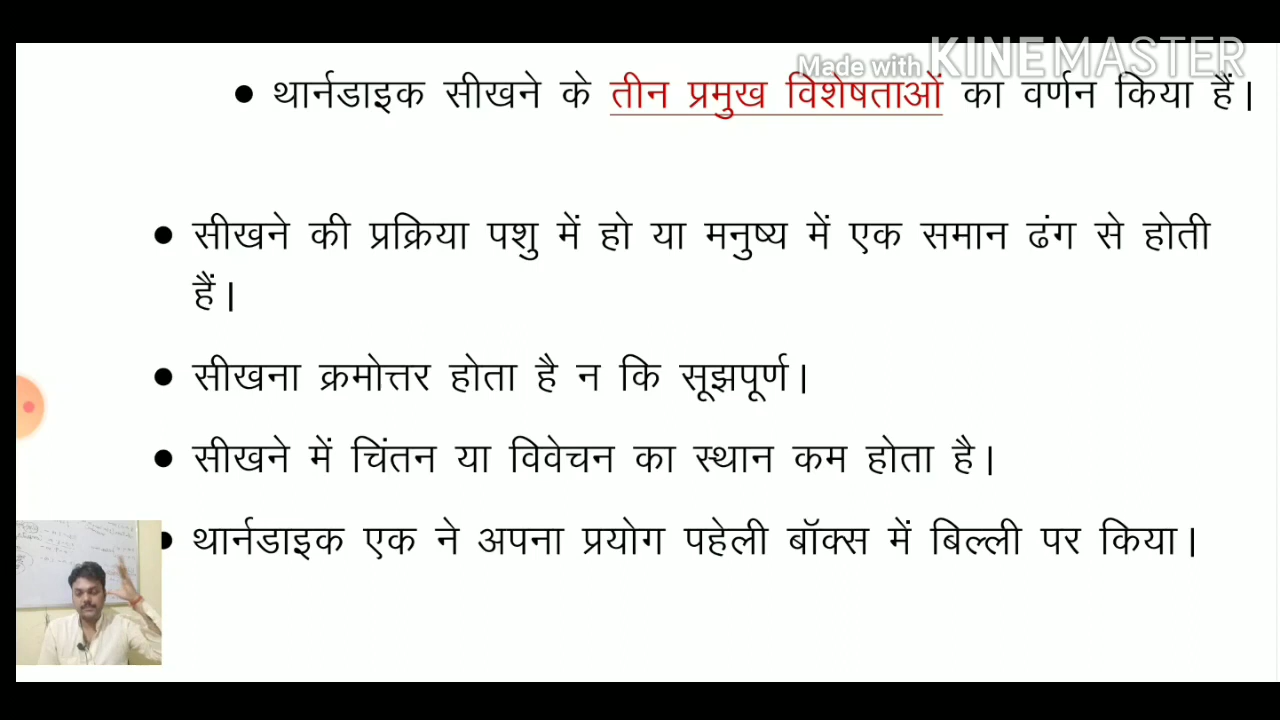 Made with KINEMASTER
● थार्नडाइक सीखने के तीन प्रमुख विशेषताओं का वर्णन किया हैं।
● सीखने की प्रक्रिया पशु में हो या मनुष्य में एक समान ढंग से होती
हैं।
● सीखना क्रमोत्तर होता है न कि सूझपूर्ण।
● सीखने में चिंतन या विवेचन का स्थान कम होता है।
● थार्नडाइक एक ने अपना प्रयोग पहेली बॉक्स में बिल्ली पर किया।